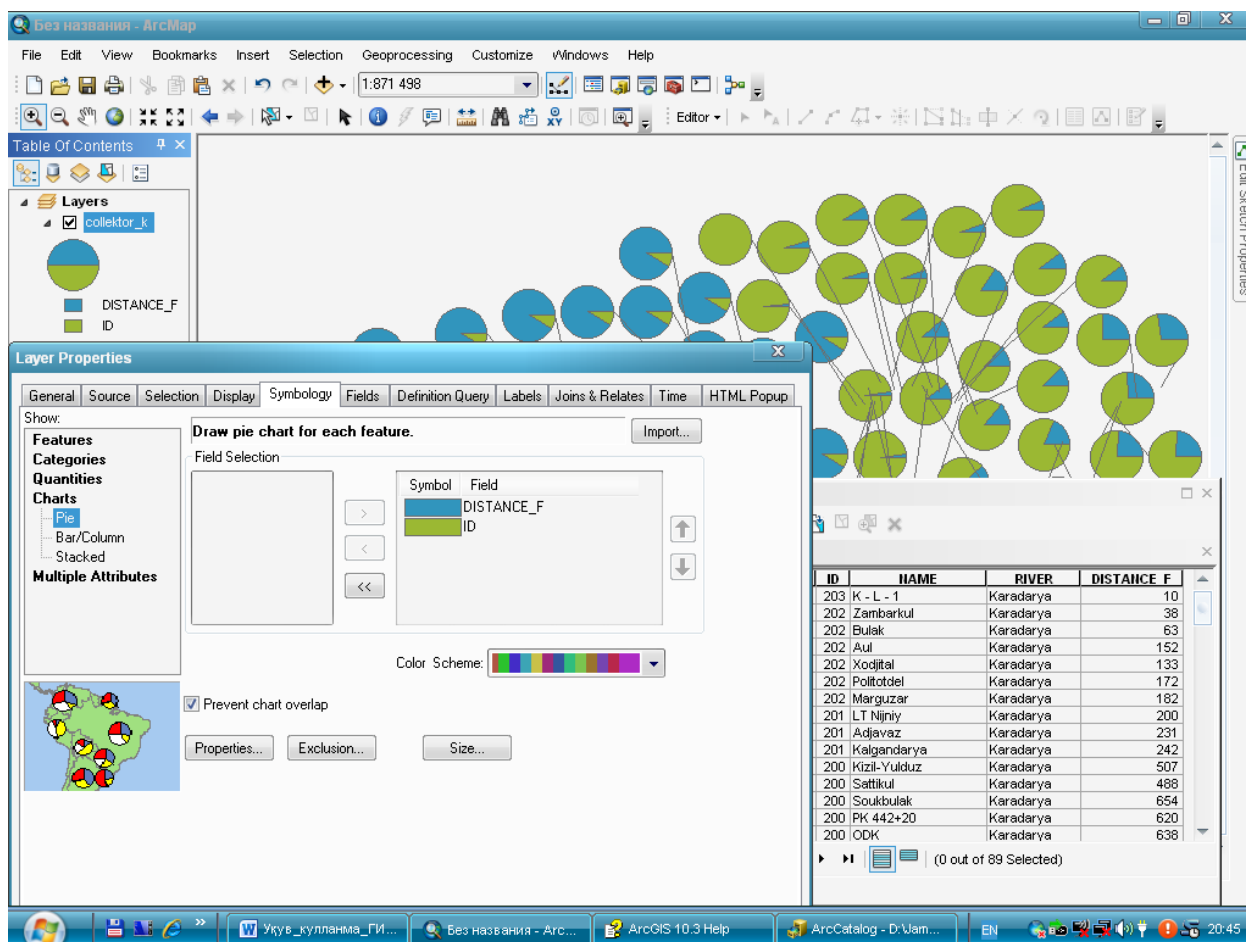 Без названия - ArcMap
File Edit View Bookmarks Insert Selection Geoprocessing Customize Windows Help
1:871 498
Editor
Table Of Contents
Layers
collektor_k
DISTANCE_F
ID
Edit Sketch Properties
Layer Properties
General Source Selection Display Symbology Fields Definition Query Labels Joins & Relates Time HTML Popup
Show:
Features
Categories
Quantities
Charts
Pie
Bar/Column
Stacked
Multiple Attributes
Draw pie chart for each feature.
Import...
Field Selection
Symbol Field
DISTANCE_F
ID
>
<
<<
Color Scheme:
Prevent chart overlap
Properties... Exclusion... Size...
ID NAME RIVER DISTANCE_F
203 K - L - 1 Karadarya 10
202 Zambarkul Karadarya 38
202 Bulak Karadarya 63
202 Aul Karadarya 152
202 Xodjital Karadarya 133
202 Politotdel Karadarya 172
202 Marguzar Karadarya 182
201 LT Nijniy Karadarya 200
201 Adjavaz Karadarya 231
201 Kalgandarya Karadarya 242
200 Kizil-Yulduz Karadarya 507
200 Sattikul Karadarya 488
200 Soukbulak Karadarya 654
200 PK 442+20 Karadarya 620
200 ODK Karadarya 638
(0 out of 89 Selected)
Укув_кулланма_ГИ... Без названия - Arc... ArcGIS 10.3 Help ArcCatalog - D:\Jam... EN 20:45